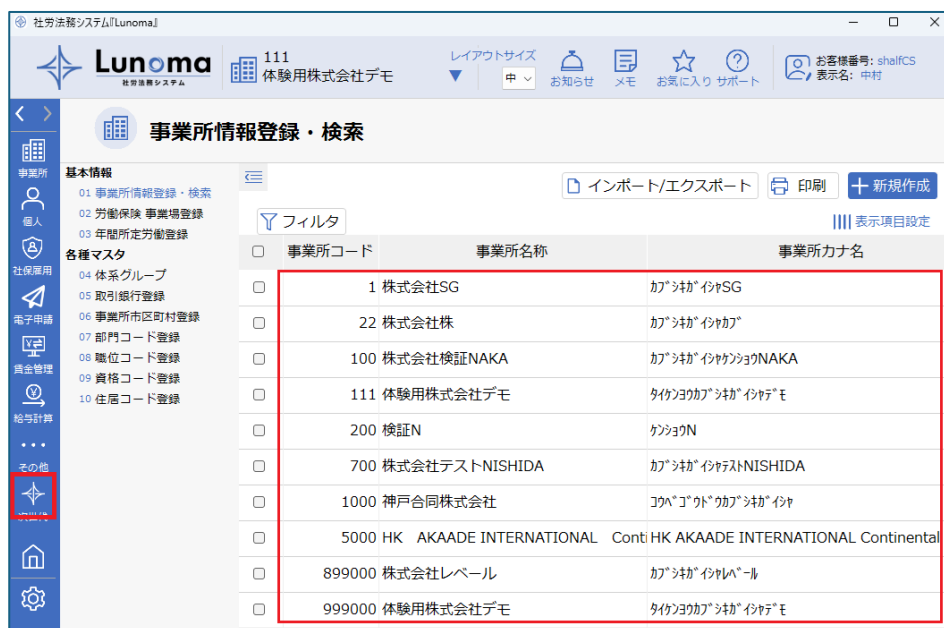 社労法務システム『Lunoma』
Lunoma
社労法務システム
111
体験用株式会社デモ
レイアウトサイズ
中
お知らせ
メモ
お気に入り
サポート
お客様番号: shalfCS
表示名: 中村
事業所情報登録・検索
事業所
個人
社保雇用
電子申請
賃金管理
給与計算
その他
次世代
基本情報
01 事業所情報登録・検索
02 労働保険 事業場登録
03 年間所定労働登録
各種マスタ
04 体系グループ
05 取引銀行登録
06 事業所市区町村登録
07 部門コード登録
08 職位コード登録
09 資格コード登録
10 住居コード登録
インポート/エクスポート
印刷
新規作成
フィルタ
表示項目設定
事業所コード 事業所名称 事業所カナ名
1 株式会社SG ｶﾌﾞｼｷｶﾞｲｼｬSG
22 株式会社株 ｶﾌﾞｼｷｶﾞｲｼｬｶﾌﾞ
100 株式会社検証NAKA ｶﾌﾞｼｷｶﾞｲｼｬｹﾝｼｮｳNAKA
111 体験用株式会社デモ ﾀｲｹﾝﾖｳｶﾌﾞｼｷｶﾞｲｼｬﾃﾞﾓ
200 検証N ｹﾝｼｮｳN
700 株式会社テストNISHIDA ｶﾌﾞｼｷｶﾞｲｼｬﾃｽﾄNISHIDA
1000 神戸合同株式会社 ｺｳﾍﾞｺﾞｳﾄﾞｳｶﾌﾞｼｷｶﾞｲｼｬ
5000 HK　AKAADE INTERNATIONAL　Conti HK AKAADE INTERNATIONAL Continental
899000 株式会社レベール ｶﾌﾞｼｷｶﾞｲｼｬﾚﾍﾞｰﾙ
999000 体験用株式会社デモ ﾀｲｹﾝﾖｳｶﾌﾞｼｷｶﾞｲｼｬﾃﾞﾓ